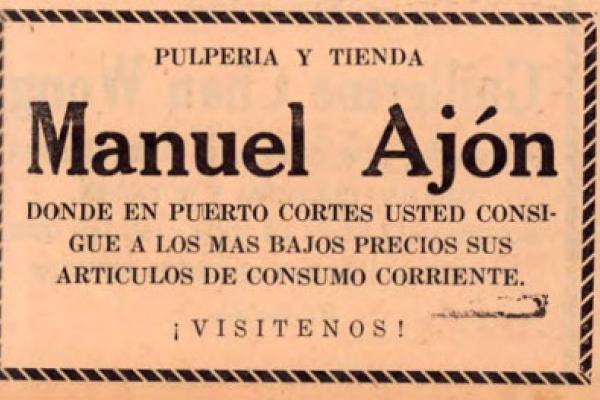 PULPERIA Y TIENDA
Manuel Ajón
DONDE EN PUERTO CORTES USTED CONSI-
GUE A LOS MAS BAJOS PRECIOS SUS
ARTICULOS DE CONSUMO CORRIENTE.
¡VISITENOS!